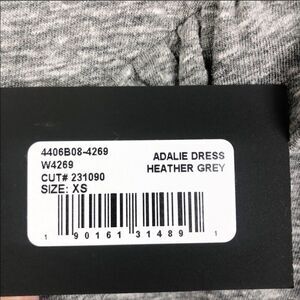 4406B08-4269
W4269
CUT# 231090
SIZE: XS
ADALIE DRESS
HEATHER GREY
1 90161 31489 1